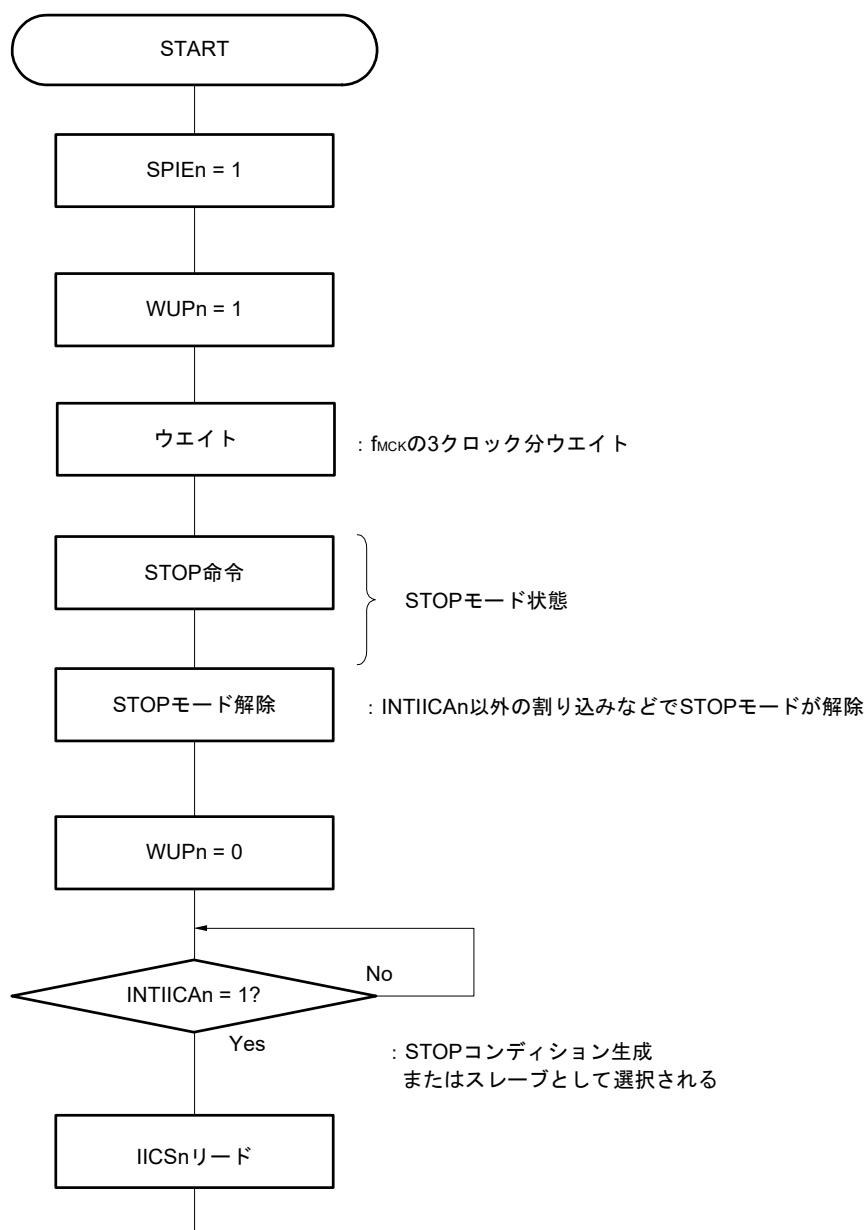 START
SPIEn = 1
WUPn = 1
ウエイト
: fMCKの3クロック分ウエイト
STOP命令
STOPモード状態
STOPモード解除
: INTIICAn以外の割り込みなどでSTOPモードが解除
WUPn = 0
No
INTIICAn = 1?
Yes
: STOPコンディション生成
またはスレーブとして選択される
IICSnリード